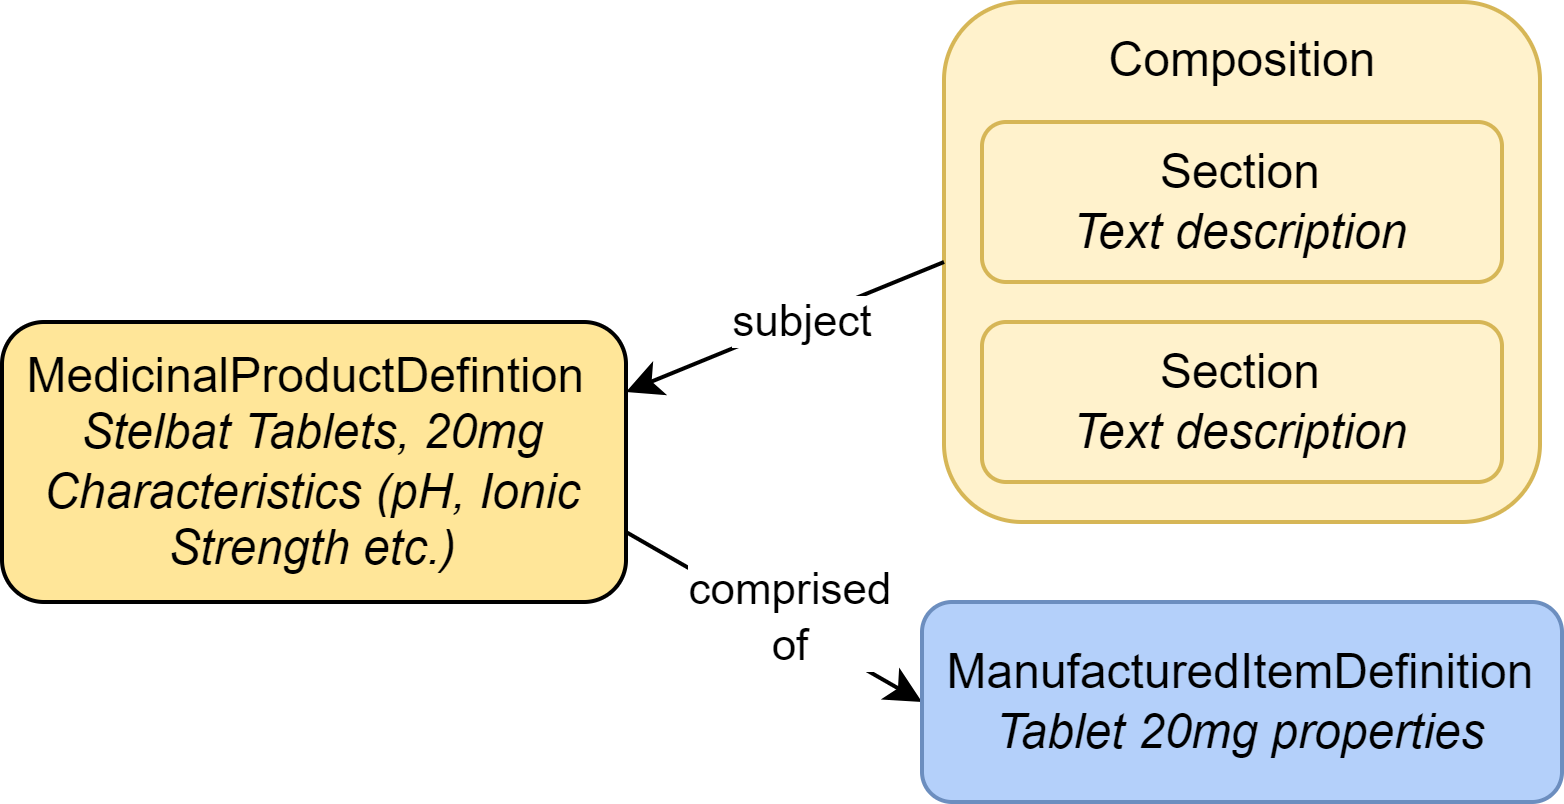 Composition
Section
Text description
Section
Text description
subject
MedicinalProductDefintion
Stelbat Tablets, 20mg
Characteristics (pH, Ionic
Strength etc.)
comprised
of
ManufacturedItemDefinition
Tablet 20mg properties